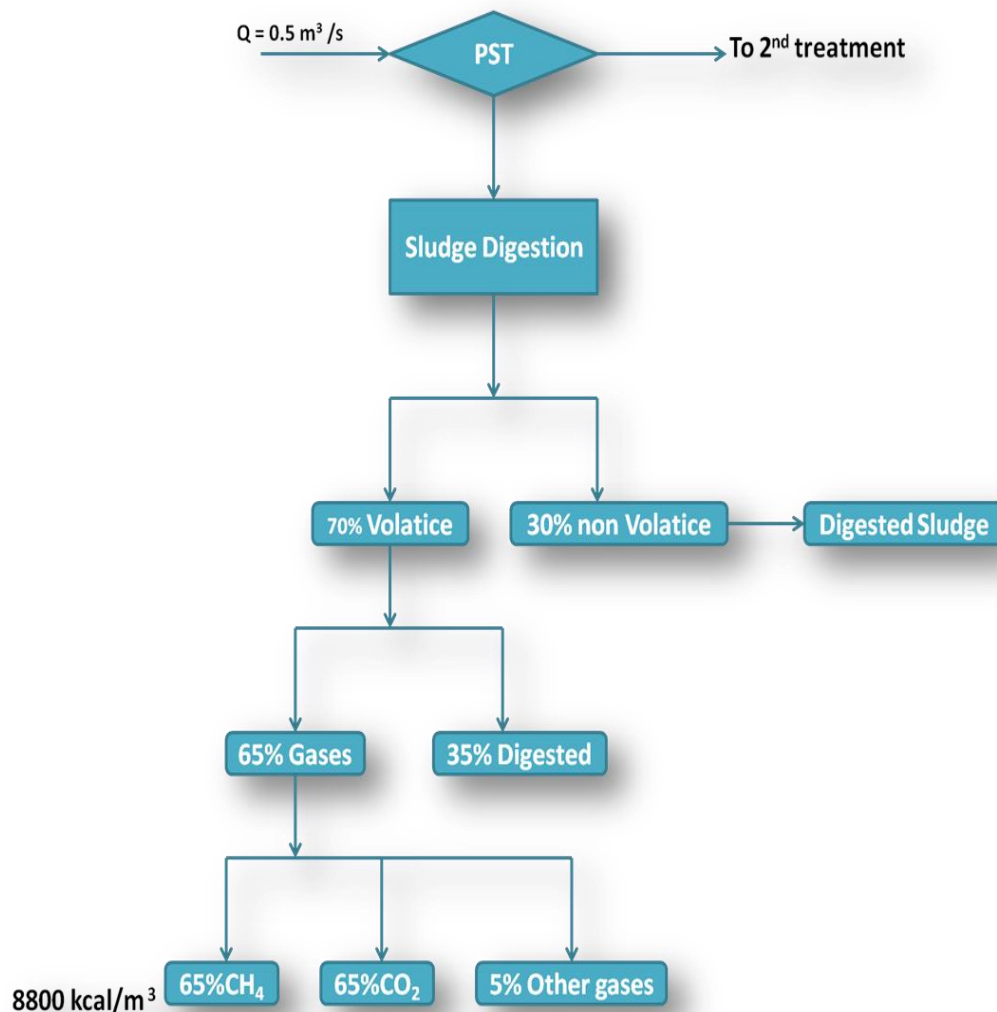 Q = 0.5 m³ /s
PST
To 2ⁿᵈ treatment
Sludge Digestion
70% Volatice
30% non Volatice
Digested Sludge
65% Gases
35% Digested
8800 kcal/m³
65%CH₄
65%CO₂
5% Other gases